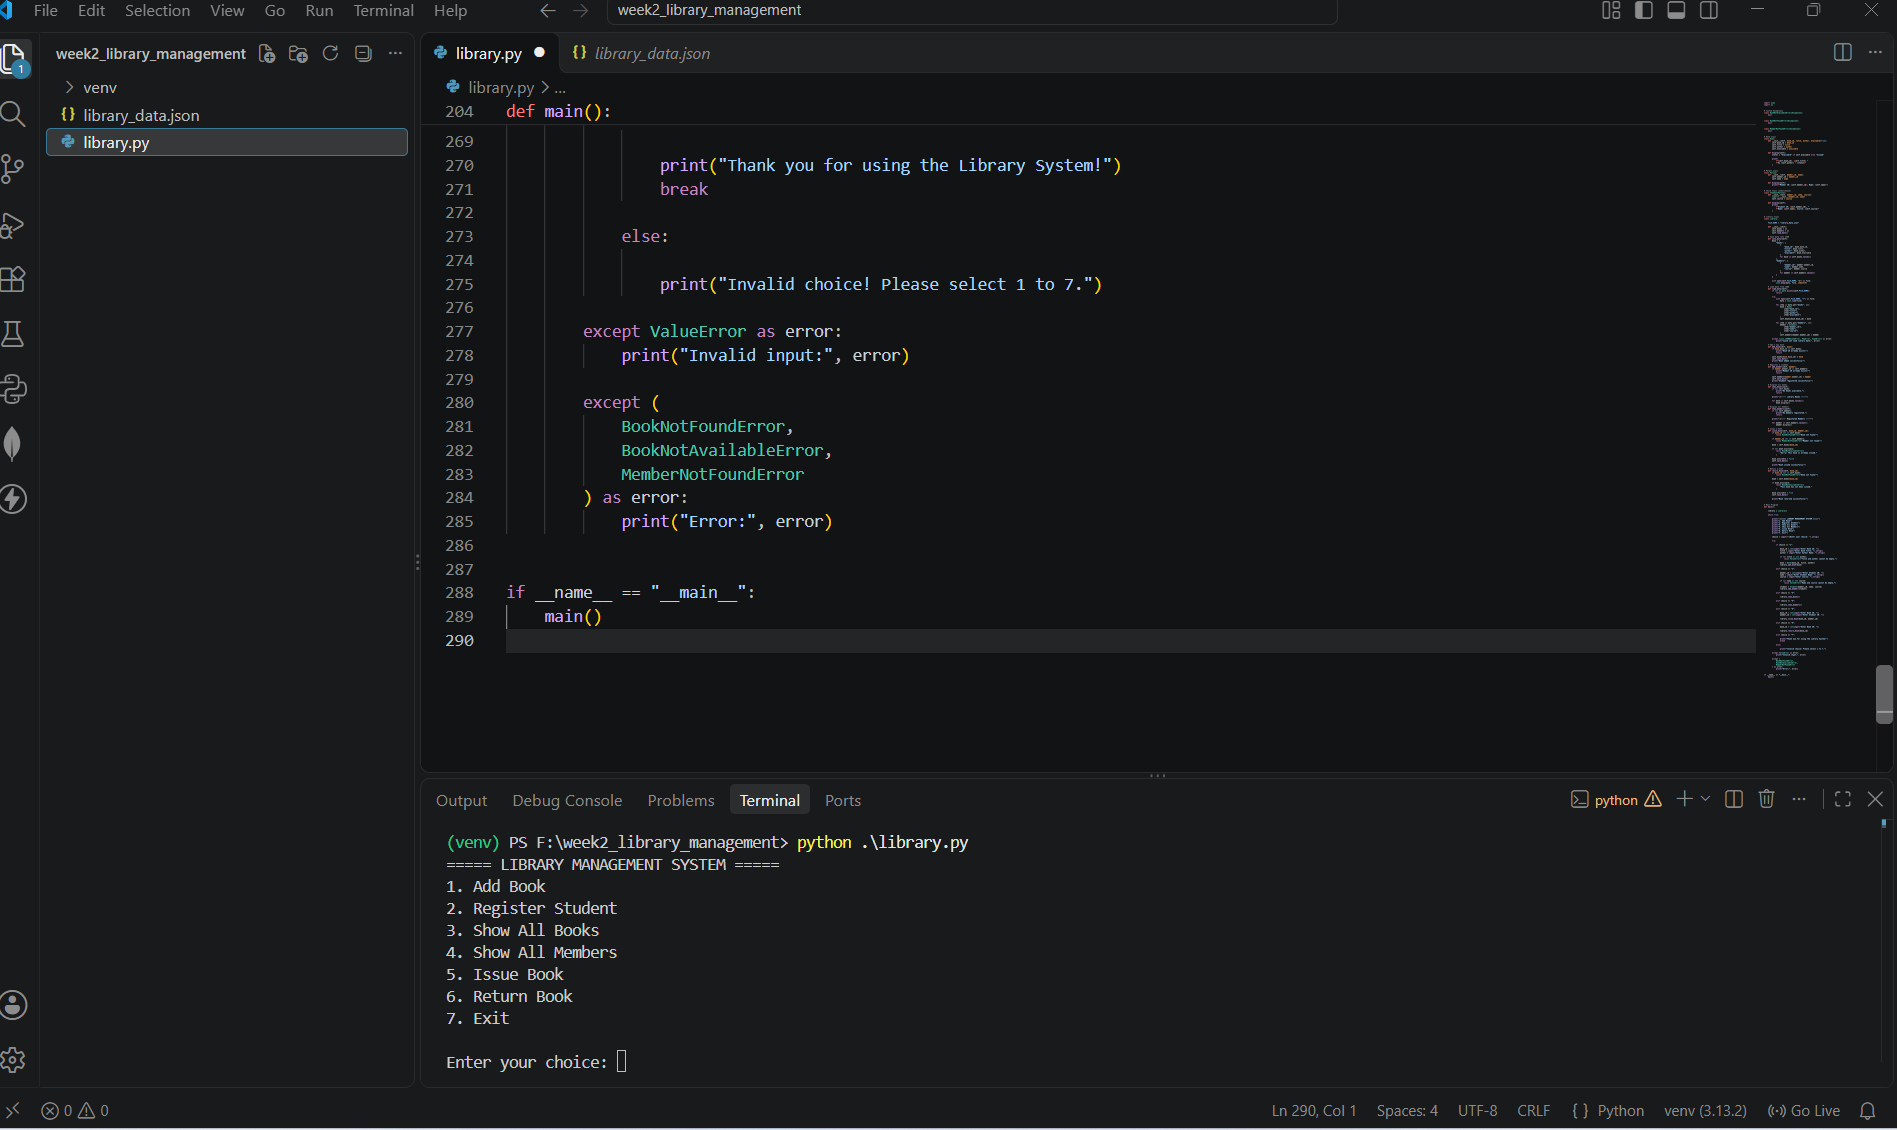 File Edit Selection View Go Run Terminal Help
week2_library_management
week2_library_management
venv
library_data.json
library.py
1
library.py
library_data.json
library.py > ...
204 def main():
269
270 print("Thank you for using the Library System!")
271 break
272
273 else:
274
275 print("Invalid choice! Please select 1 to 7.")
276
277 except ValueError as error:
278 print("Invalid input:", error)
279
280 except (
281 BookNotFoundError,
282 BookNotAvailableError,
283 MemberNotFoundError
284 ) as error:
285 print("Error:", error)
286
287
288 if __name__ == "__main__":
289 main()
290
Output Debug Console Problems Terminal Ports
python
(venv) PS F:\week2_library_management> python .\library.py
===== LIBRARY MANAGEMENT SYSTEM =====
1. Add Book
2. Register Student
3. Show All Books
4. Show All Members
5. Issue Book
6. Return Book
7. Exit
Enter your choice:
0 0
Ln 290, Col 1 Spaces: 4 UTF-8 CRLF {} Python venv (3.13.2) Go Live